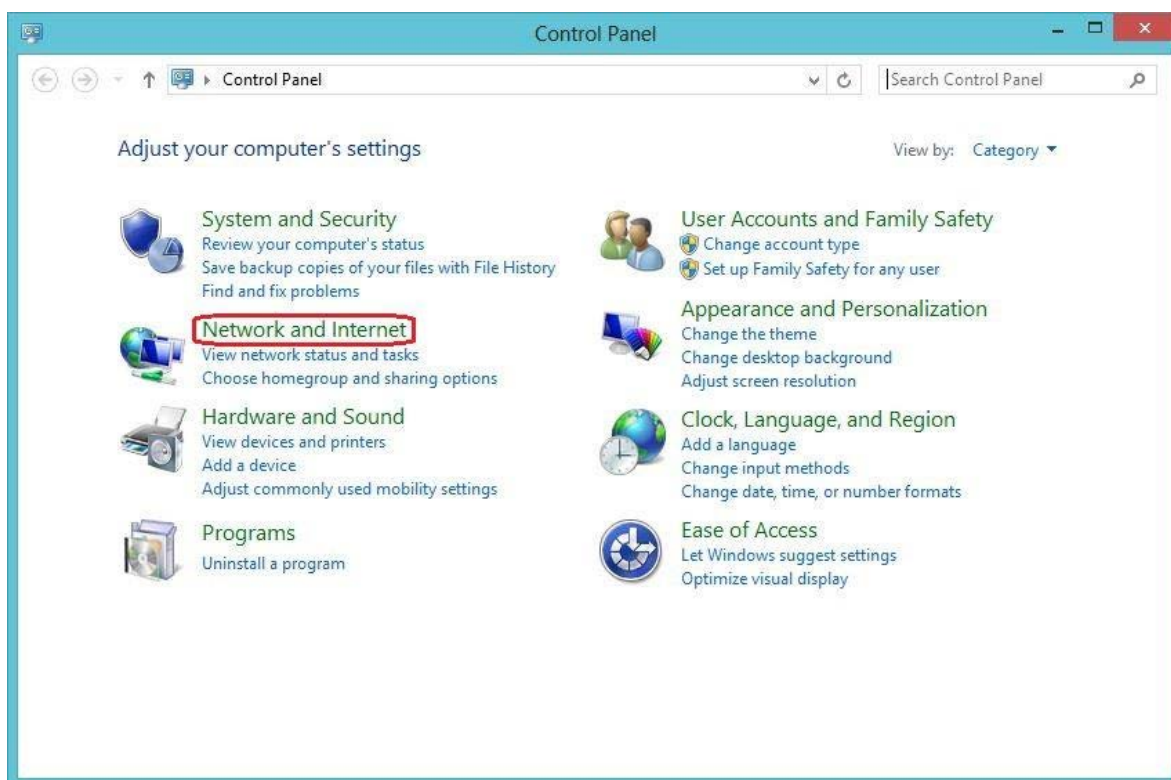 Control Panel
Control Panel
Search Control Panel
Adjust your computer's settings
View by: Category
System and Security
Review your computer's status
Save backup copies of your files with File History
Find and fix problems
Network and Internet
View network status and tasks
Choose homegroup and sharing options
Hardware and Sound
View devices and printers
Add a device
Adjust commonly used mobility settings
Programs
Uninstall a program
User Accounts and Family Safety
Change account type
Set up Family Safety for any user
Appearance and Personalization
Change the theme
Change desktop background
Adjust screen resolution
Clock, Language, and Region
Add a language
Change input methods
Change date, time, or number formats
Ease of Access
Let Windows suggest settings
Optimize visual display